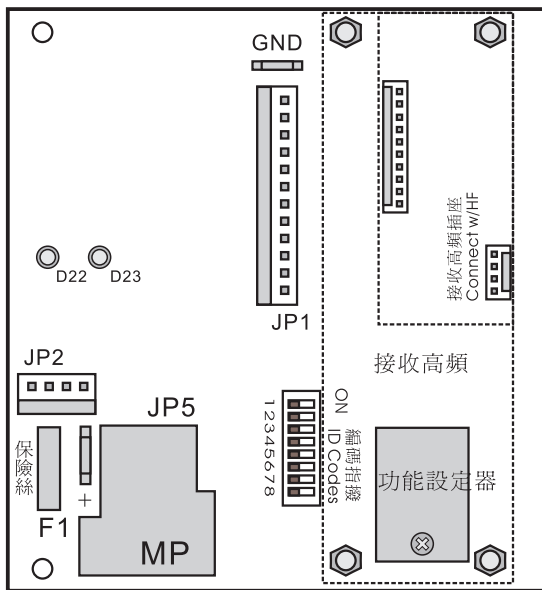 GND
接收高頻插座
Connect w/HF
D22
D23
JP1
JP2
接收高頻
JP5
ON
12345678
編碼指撥
ID Codes
保險絲
+
功能設定器
F1
MP